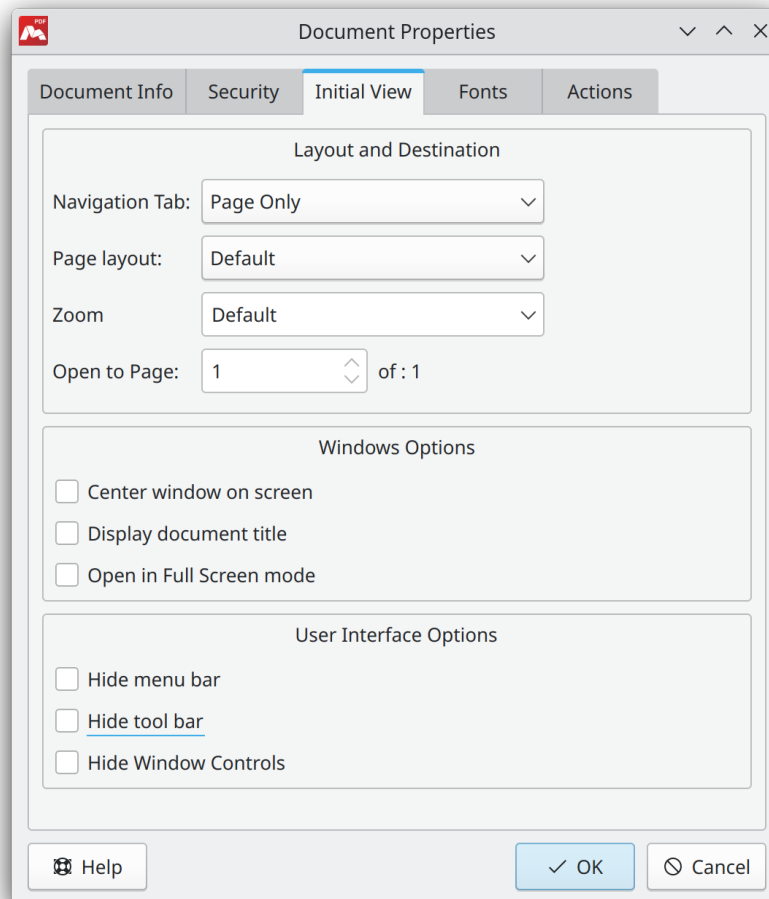 PDF
Document Properties
Document Info Security Initial View Fonts Actions
Layout and Destination
Navigation Tab: Page Only
Page layout: Default
Zoom Default
Open to Page: 1 of : 1
Windows Options
Center window on screen
Display document title
Open in Full Screen mode
User Interface Options
Hide menu bar
Hide tool bar
Hide Window Controls
Help OK Cancel